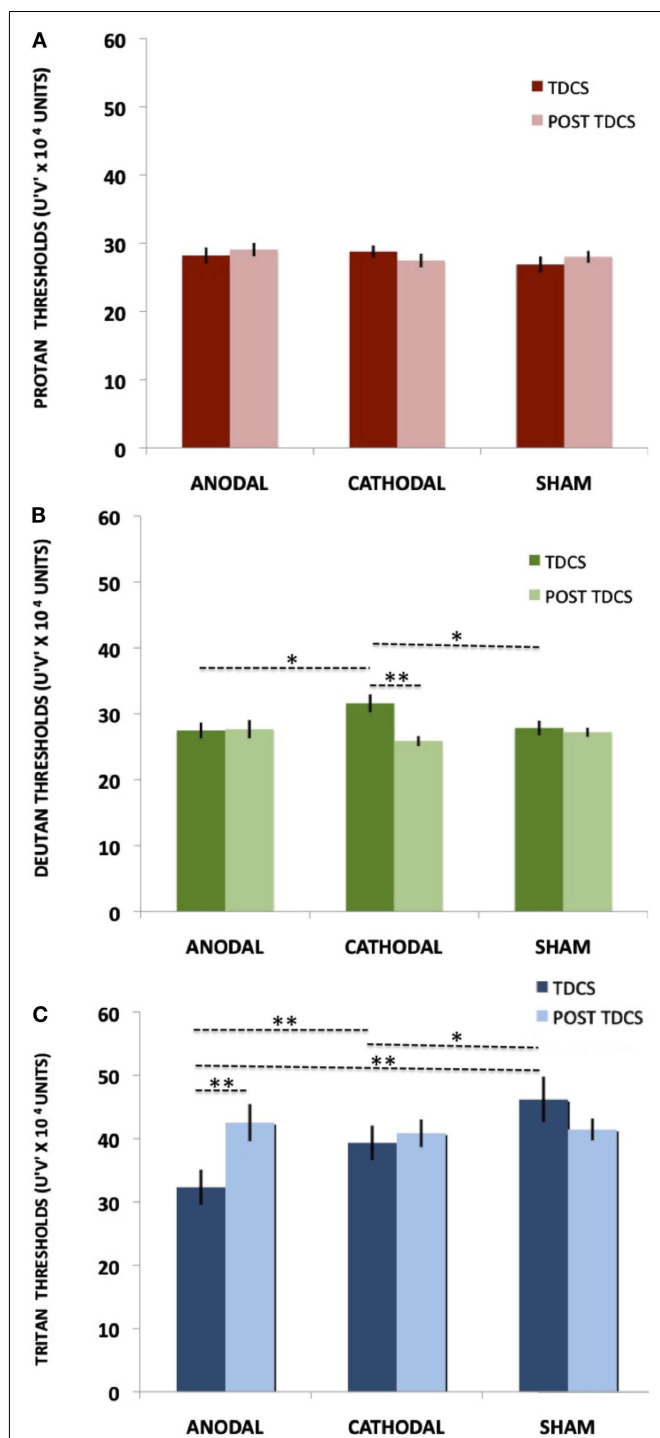 A
PROTAN THRESHOLDS (U'V' x 10⁴ UNITS)
60
50
40
30
20
10
0
TDCS
POST TDCS
ANODAL CATHODAL SHAM
B
DEUTAN THRESHOLDS (U'V' X 10⁴ UNITS)
60
50
40
30
20
10
0
TDCS
POST TDCS
*
*
**
ANODAL CATHODAL SHAM
C
TRITAN THRESHOLDS (U'V' X 10⁴ UNITS)
60
50
40
30
20
10
0
TDCS
POST TDCS
**
*
**
**
ANODAL CATHODAL SHAM